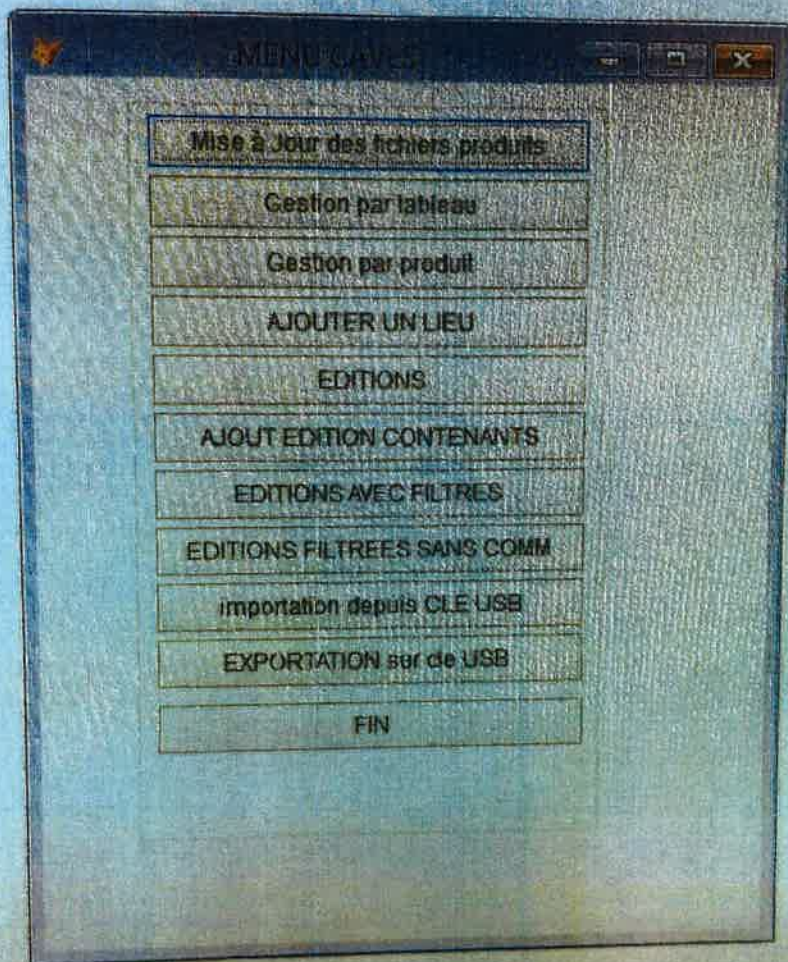 MENU CAVES
Mise à Jour des fichiers produits
Gestion par tableau
Gestion par produit
AJOUTER UN LIEU
EDITIONS
AJOUT EDITION CONTENANTS
EDITIONS AVEC FILTRES
EDITIONS FILTREES SANS COMM
importation depuis CLE USB
EXPORTATION sur cle USB
FIN